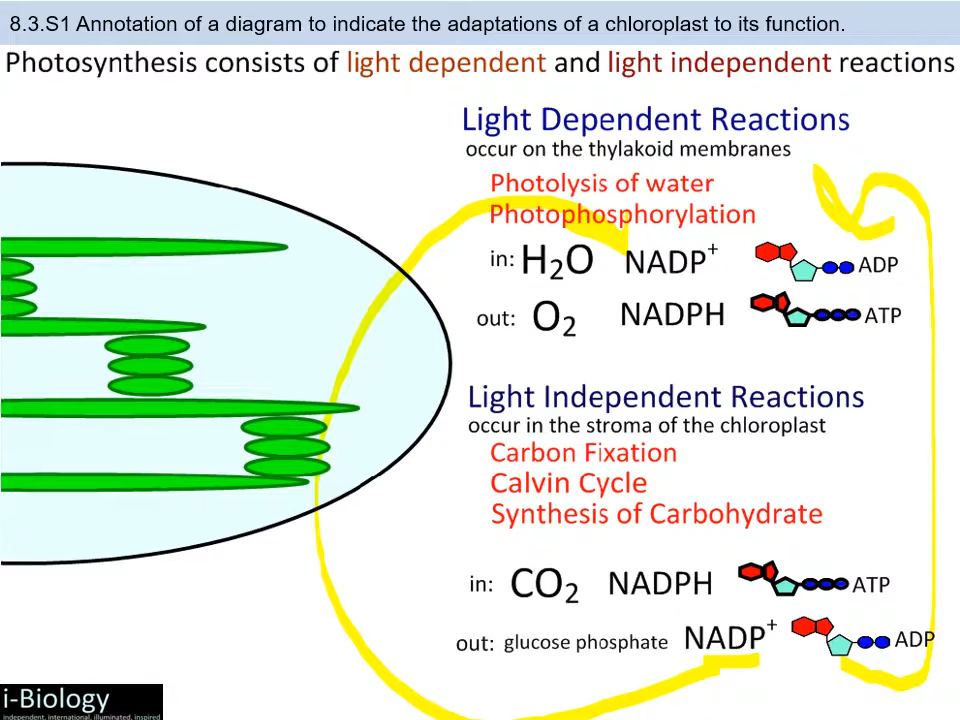 8.3.S1 Annotation of a diagram to indicate the adaptations of a chloroplast to its function.
Photosynthesis consists of light dependent and light independent reactions
Light Dependent Reactions
occur on the thylakoid membranes
Photolysis of water
Photophosphorylation
in: H₂O NADP⁺ ADP
out: O₂ NADPH ATP
Light Independent Reactions
occur in the stroma of the chloroplast
Carbon Fixation
Calvin Cycle
Synthesis of Carbohydrate
in: CO₂ NADPH ATP
out: glucose phosphate NADP⁺ ADP
i-Biology
independent, international, illuminated, inspired